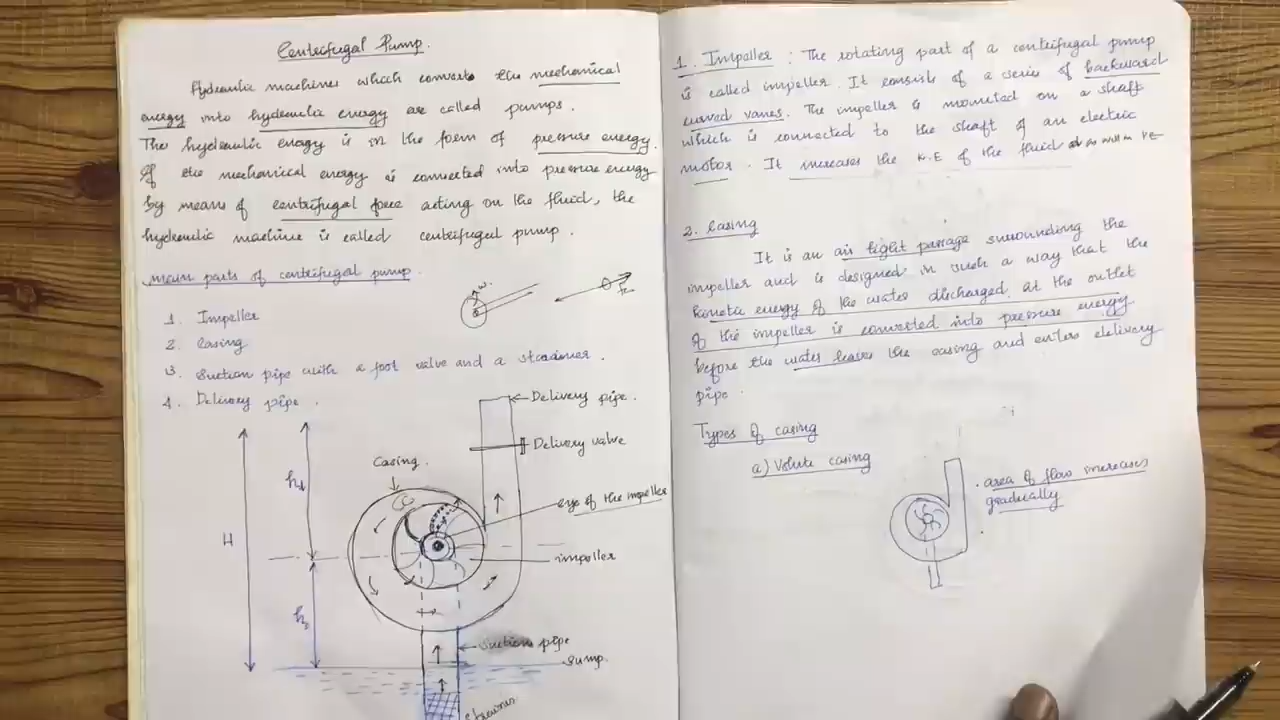 Centrifugal Pump.
Hydraulic machines which converts the mechanical
energy into hydraulic energy are called pumps.
The hydraulic energy is in the form of pressure energy.
If the mechanical energy is converted into pressure energy
by means of centrifugal force acting on the fluid, the
hydraulic machine is called centrifugal pump.
main parts of centrifugal pump.
1. Impeller
2. Casing
3. Suction pipe with a foot valve and a strainer.
4. Delivery pipe.
ω
Delivery pipe.
Delivery valve
Casing.
hd
eye of the impeller
H
impeller
hs
Suction pipe
Sump.
Strainer
1. Impeller : The rotating part of a centrifugal pump
is called impeller. It consists of a series of backward
curved vanes. The impeller is mounted on a shaft
which is connected to the shaft of an electric
motor. It increases the K.E of the fluid
2. Casing
It is an air tight passage surrounding the
impeller and is designed in such a way that the
kinetic energy of the water discharged at the outlet
of the impeller is converted into pressure energy
before the water leaves the casing and enters delivery
pipe.
Types of casing
a) Volute casing
. area of flow increases
gradually